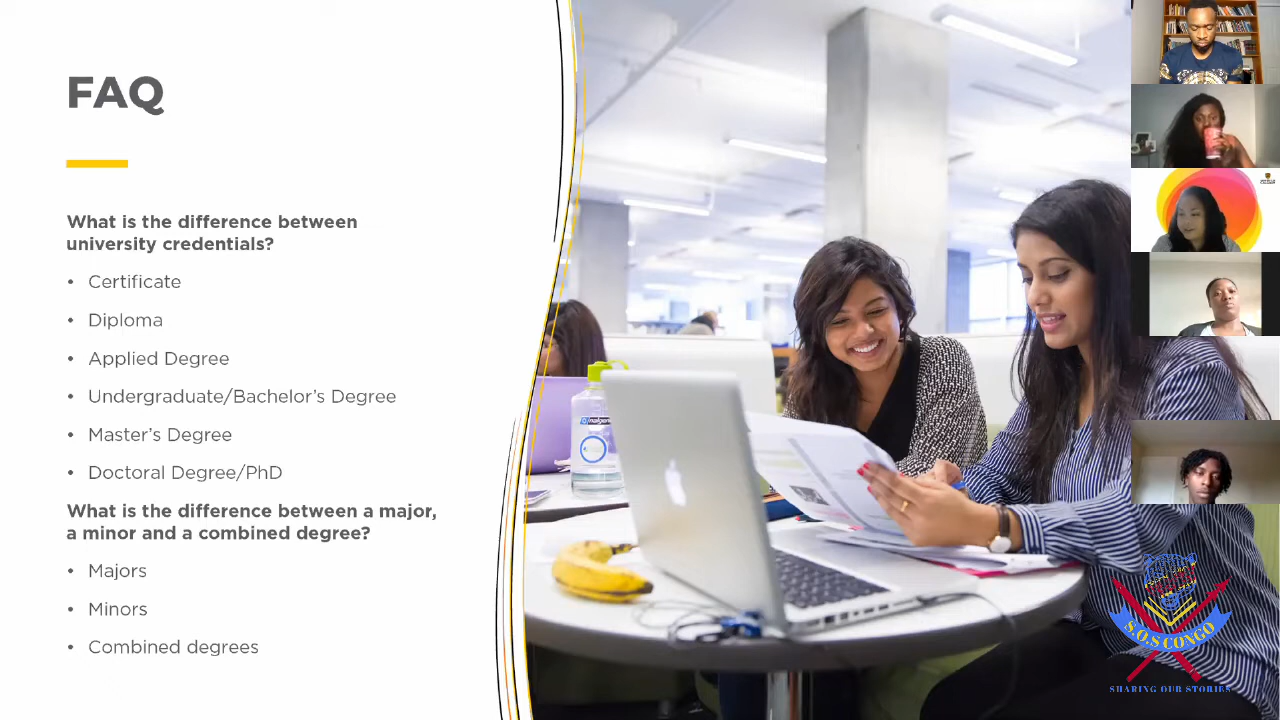 FAQ
What is the difference between
university credentials?
• Certificate
• Diploma
• Applied Degree
• Undergraduate/Bachelor's Degree
• Master's Degree
• Doctoral Degree/PhD
What is the difference between a major,
a minor and a combined degree?
• Majors
• Minors
• Combined degrees
S.O.S CONGO
SHARING OUR STORIES